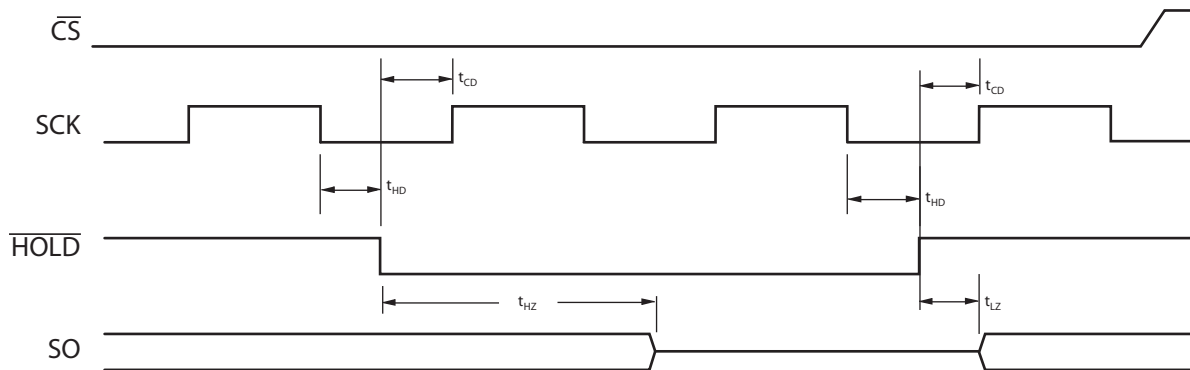 CS
t_CD
t_CD
SCK
t_HD
t_HD
HOLD
t_HZ
t_LZ
SO